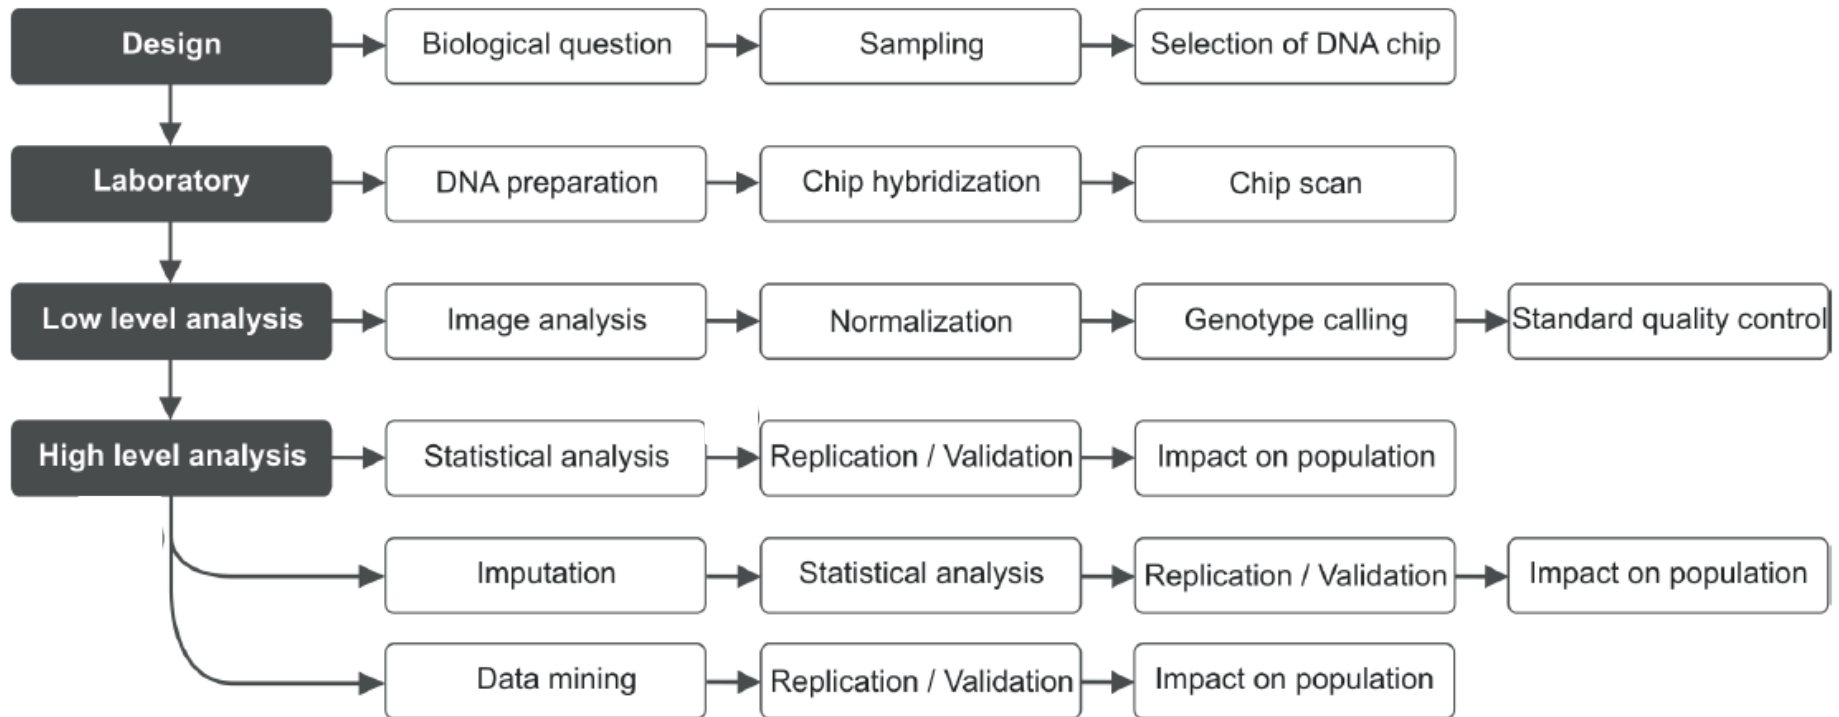 Design
Biological question
Sampling
Selection of DNA chip
Laboratory
DNA preparation
Chip hybridization
Chip scan
Low level analysis
Image analysis
Normalization
Genotype calling
Standard quality control
High level analysis
Statistical analysis
Replication / Validation
Impact on population
Imputation
Statistical analysis
Replication / Validation
Impact on population
Data mining
Replication / Validation
Impact on population